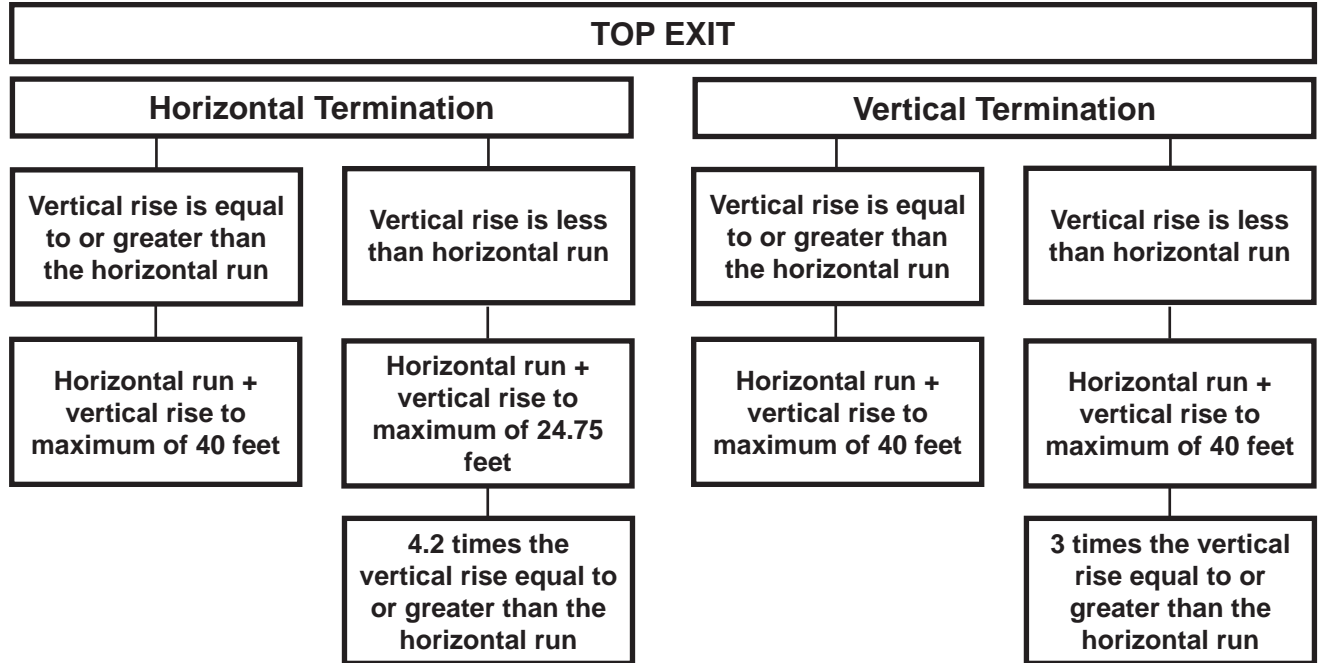 TOP EXIT
Horizontal Termination
Vertical rise is equal
to or greater than
the horizontal run
Horizontal run +
vertical rise to
maximum of 40 feet
Vertical rise is less
than horizontal run
Horizontal run +
vertical rise to
maximum of 24.75
feet
4.2 times the
vertical rise equal to
or greater than the
horizontal run
Vertical Termination
Vertical rise is equal
to or greater than
the horizontal run
Horizontal run +
vertical rise to
maximum of 40 feet
Vertical rise is less
than horizontal run
Horizontal run +
vertical rise to
maximum of 40 feet
3 times the vertical
rise equal to or
greater than the
horizontal run